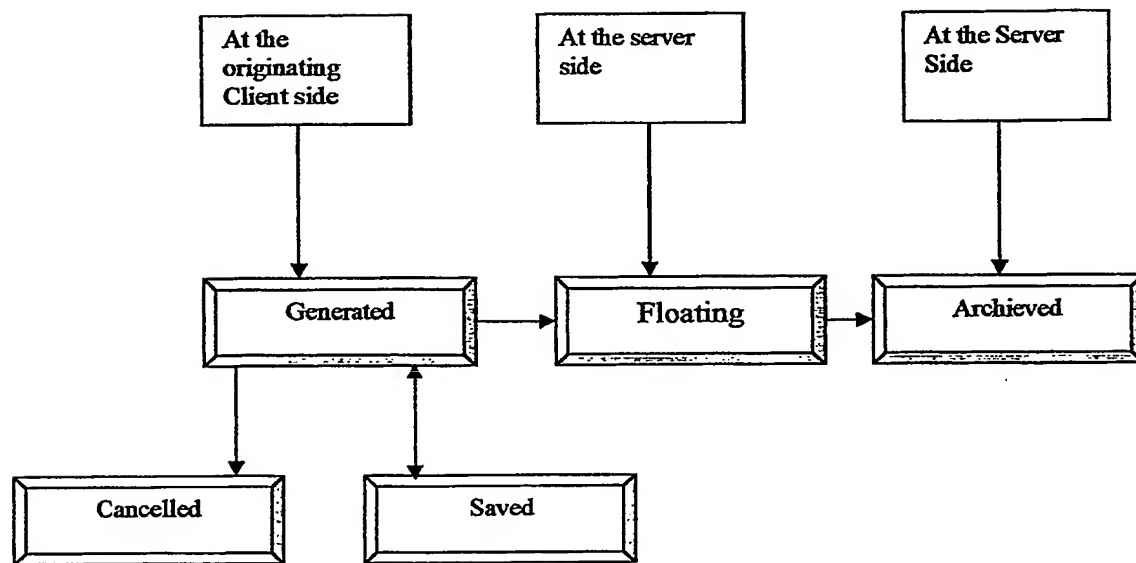 At the
originating
Client side
At the server
side
At the Server
Side
Generated
Floating
Archieved
Cancelled
Saved